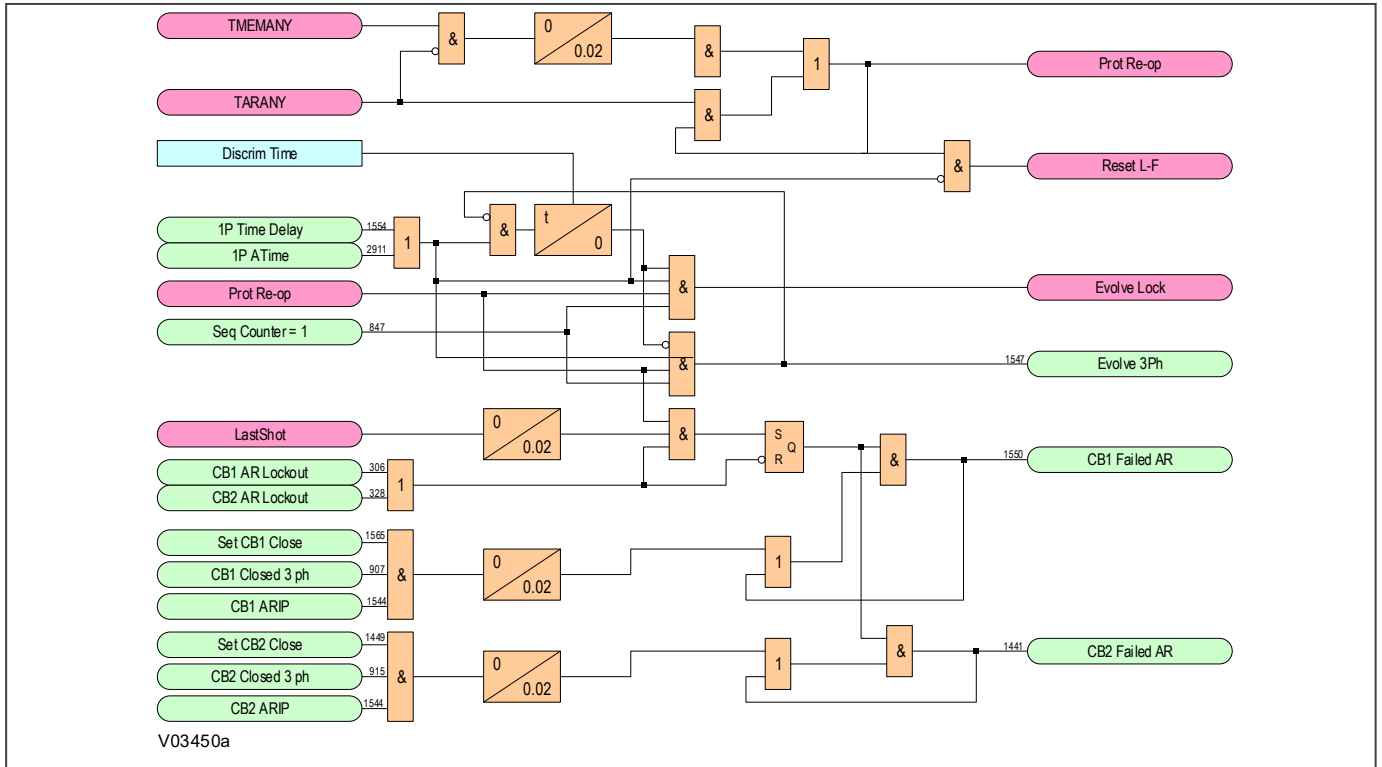 TMEMANY
&
0
0.02
&
1
Prot Re-op
TARANY
&
Discrim Time
&
Reset L-F
1P Time Delay
1554
1
&
t
0
1P ATime
2911
Prot Re-op
&
Evolve Lock
Seq Counter = 1
847
&
1547
Evolve 3Ph
LastShot
0
0.02
&
S
Q
R
&
1550
CB1 Failed AR
CB1 AR Lockout
306
1
CB2 AR Lockout
328
Set CB1 Close
1565
CB1 Closed 3 ph
907
&
0
0.02
1
CB1 ARIP
1544
Set CB2 Close
1449
&
1441
CB2 Failed AR
CB2 Closed 3 ph
915
&
0
0.02
1
CB2 ARIP
1544
V03450a